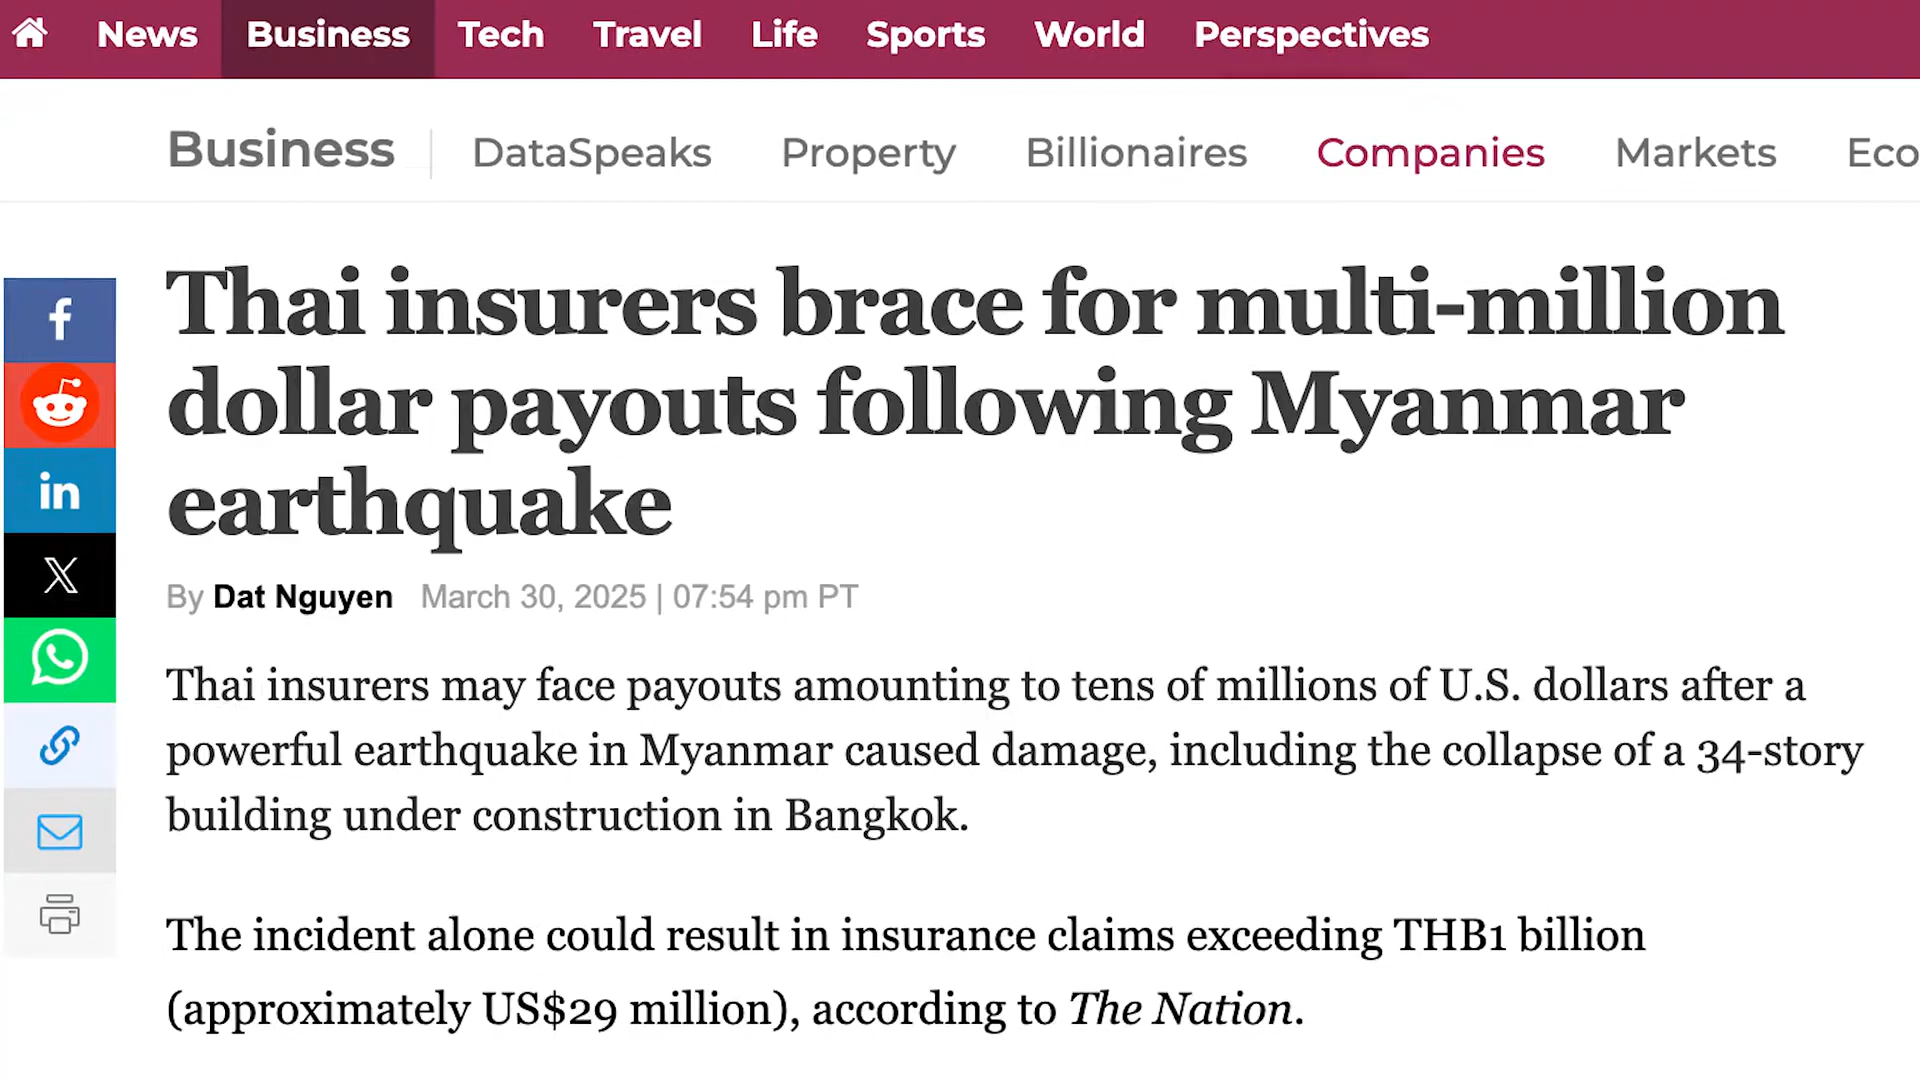 News Business Tech Travel Life Sports World Perspectives
Business DataSpeaks Property Billionaires Companies Markets Eco
Thai insurers brace for multi-million
dollar payouts following Myanmar
earthquake
By Dat Nguyen March 30, 2025 | 07:54 pm PT
Thai insurers may face payouts amounting to tens of millions of U.S. dollars after a
powerful earthquake in Myanmar caused damage, including the collapse of a 34-story
building under construction in Bangkok.
The incident alone could result in insurance claims exceeding THB1 billion
(approximately US$29 million), according to The Nation.